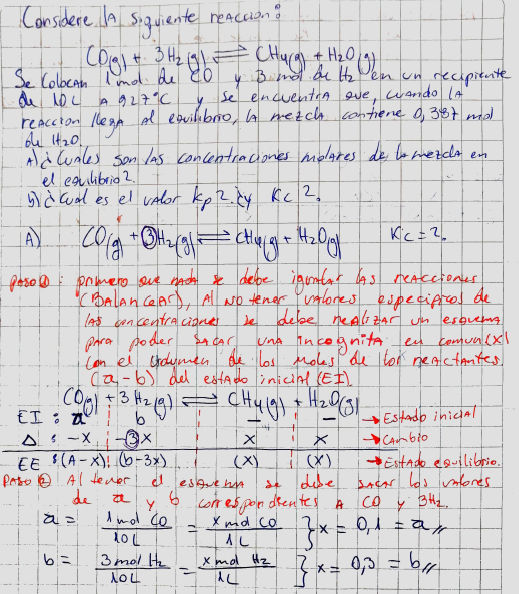 Considere la siguiente reaccion:
CO(g) + 3H2(g) ⇌ CH4(g) + H2O(g)
Se colocan 1 mol de CO y 3 mol de H2 en un recipiente
de 10L a 927°C y se encuentra que, cuando la
reaccion llega al equilibrio, la mezcla contiene 0,387 mol
de H2O.
A) ¿Cuales son las concentraciones molares de la mezcla en
el equilibrio?
b) ¿Cual es el valor Kp? ¿y Kc?
A) CO(g) + 3H2(g) ⇌ CH4(g) + H2O(g) Kc=?
PASO ①: primero que nada se debe igualar las reacciones
(BALANCEAR), Al NO tener valores especificos de
las concentraciones se debe realizar un esquema
para poder sacar una incognita en comun (x)
con el volumen de los moles de los reactantes.
(a-b) del estado inicial (EI).
CO(g) + 3H2(g) ⇌ CH4(g) + H2O(g)
EI : a b – – → Estado inicial
Δ : -x -3x x x → Cambio
EE : (A-x) (b-3x) (x) (x) → Estado equilibrio.
PASO ② Al tener el esquema se debe sacar los valores
de a y b correspondientes a CO y 3H2.
a = 1 mol CO / 10L = x mol CO / 1L } x = 0,1 = a //
b = 3 mol H2 / 10L = x mol H2 / 1L } x = 0,3 = b //